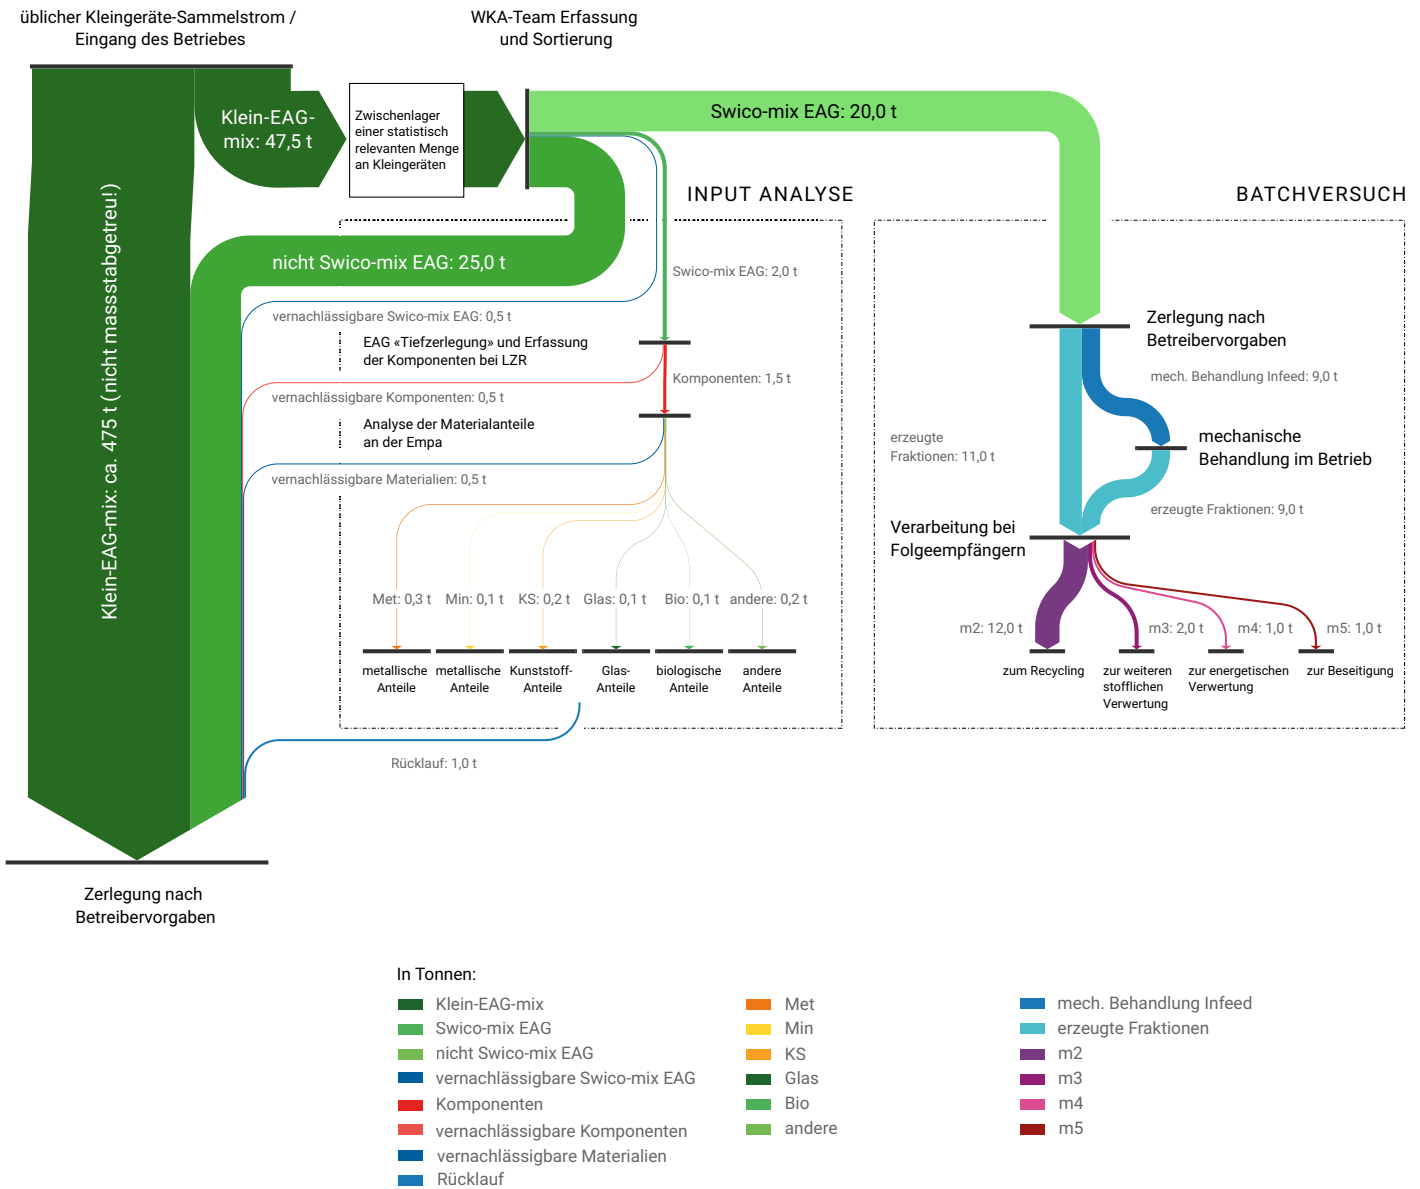 üblicher Kleingeräte-Sammelstrom /
Eingang des Betriebes
WKA-Team Erfassung
und Sortierung
Klein-EAG-
mix: 47,5 t
Zwischenlager
einer statistisch
relevanten Menge
an Kleingeräten
Swico-mix EAG: 20,0 t
Klein-EAG-mix: ca. 475 t (nicht massstabgetreu!)
INPUT ANALYSE
BATCHVERSUCH
nicht Swico-mix EAG: 25,0 t
Swico-mix EAG: 2,0 t
vernachlässigbare Swico-mix EAG: 0,5 t
EAG «Tiefzerlegung» und Erfassung
der Komponenten bei LZR
Komponenten: 1,5 t
vernachlässigbare Komponenten: 0,5 t
Analyse der Materialanteile
an der Empa
vernachlässigbare Materialien: 0,5 t
Met: 0,3 t
Min: 0,1 t
KS: 0,2 t
Glas: 0,1 t
Bio: 0,1 t
andere: 0,2 t
metallische
Anteile
metallische
Anteile
Kunststoff-
Anteile
Glas-
Anteile
biologische
Anteile
andere
Anteile
Rücklauf: 1,0 t
Zerlegung nach
Betreibervorgaben
mech. Behandlung Infeed: 9,0 t
erzeugte
Fraktionen: 11,0 t
mechanische
Behandlung im Betrieb
erzeugte Fraktionen: 9,0 t
Verarbeitung bei
Folgeempfängern
m2: 12,0 t
m3: 2,0 t
m4: 1,0 t
m5: 1,0 t
zum Recycling
zur weiteren
stofflichen
Verwertung
zur energetischen
Verwertung
zur Beseitigung
Zerlegung nach
Betreibervorgaben
In Tonnen:
Klein-EAG-mix
Swico-mix EAG
nicht Swico-mix EAG
vernachlässigbare Swico-mix EAG
Komponenten
vernachlässigbare Komponenten
vernachlässigbare Materialien
Rücklauf
Met
Min
KS
Glas
Bio
andere
mech. Behandlung Infeed
erzeugte Fraktionen
m2
m3
m4
m5